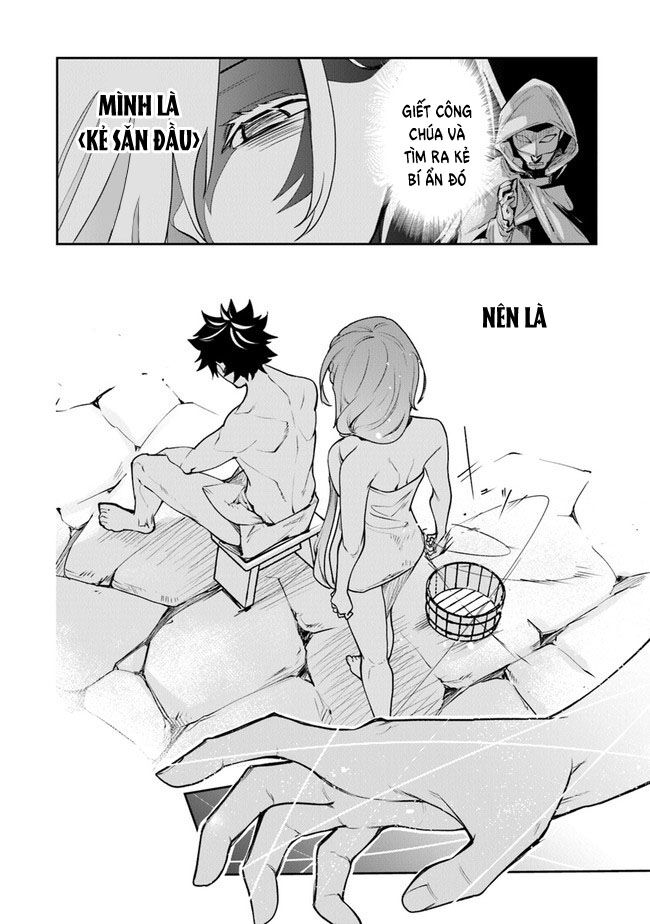 GIẾT CÔNG
CHÚA VÀ
TÌM RA KẺ
BÍ ẨN ĐÓ
MÌNH LÀ
<KẺ SĂN ĐẦU>
NÊN LÀ